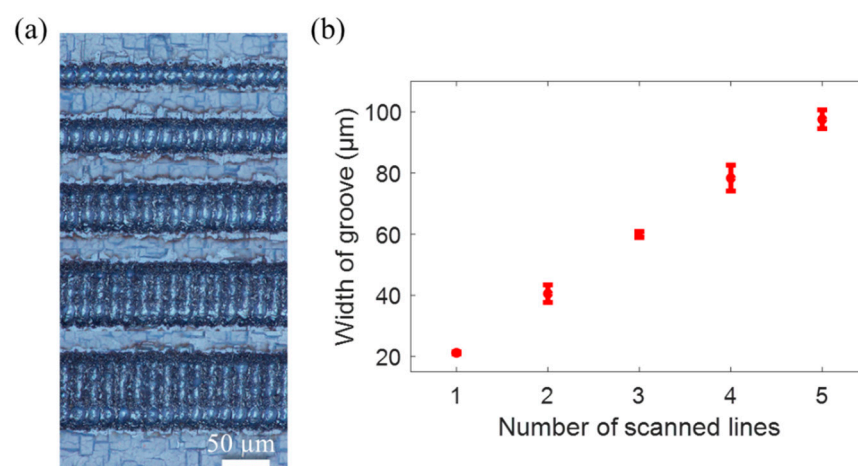 (a)
50 µm
(b)
Width of groove (µm)
100
80
60
40
20
1 2 3 4 5
Number of scanned lines